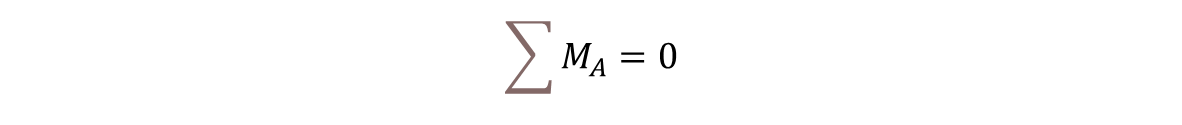 ∑ M_A = 0